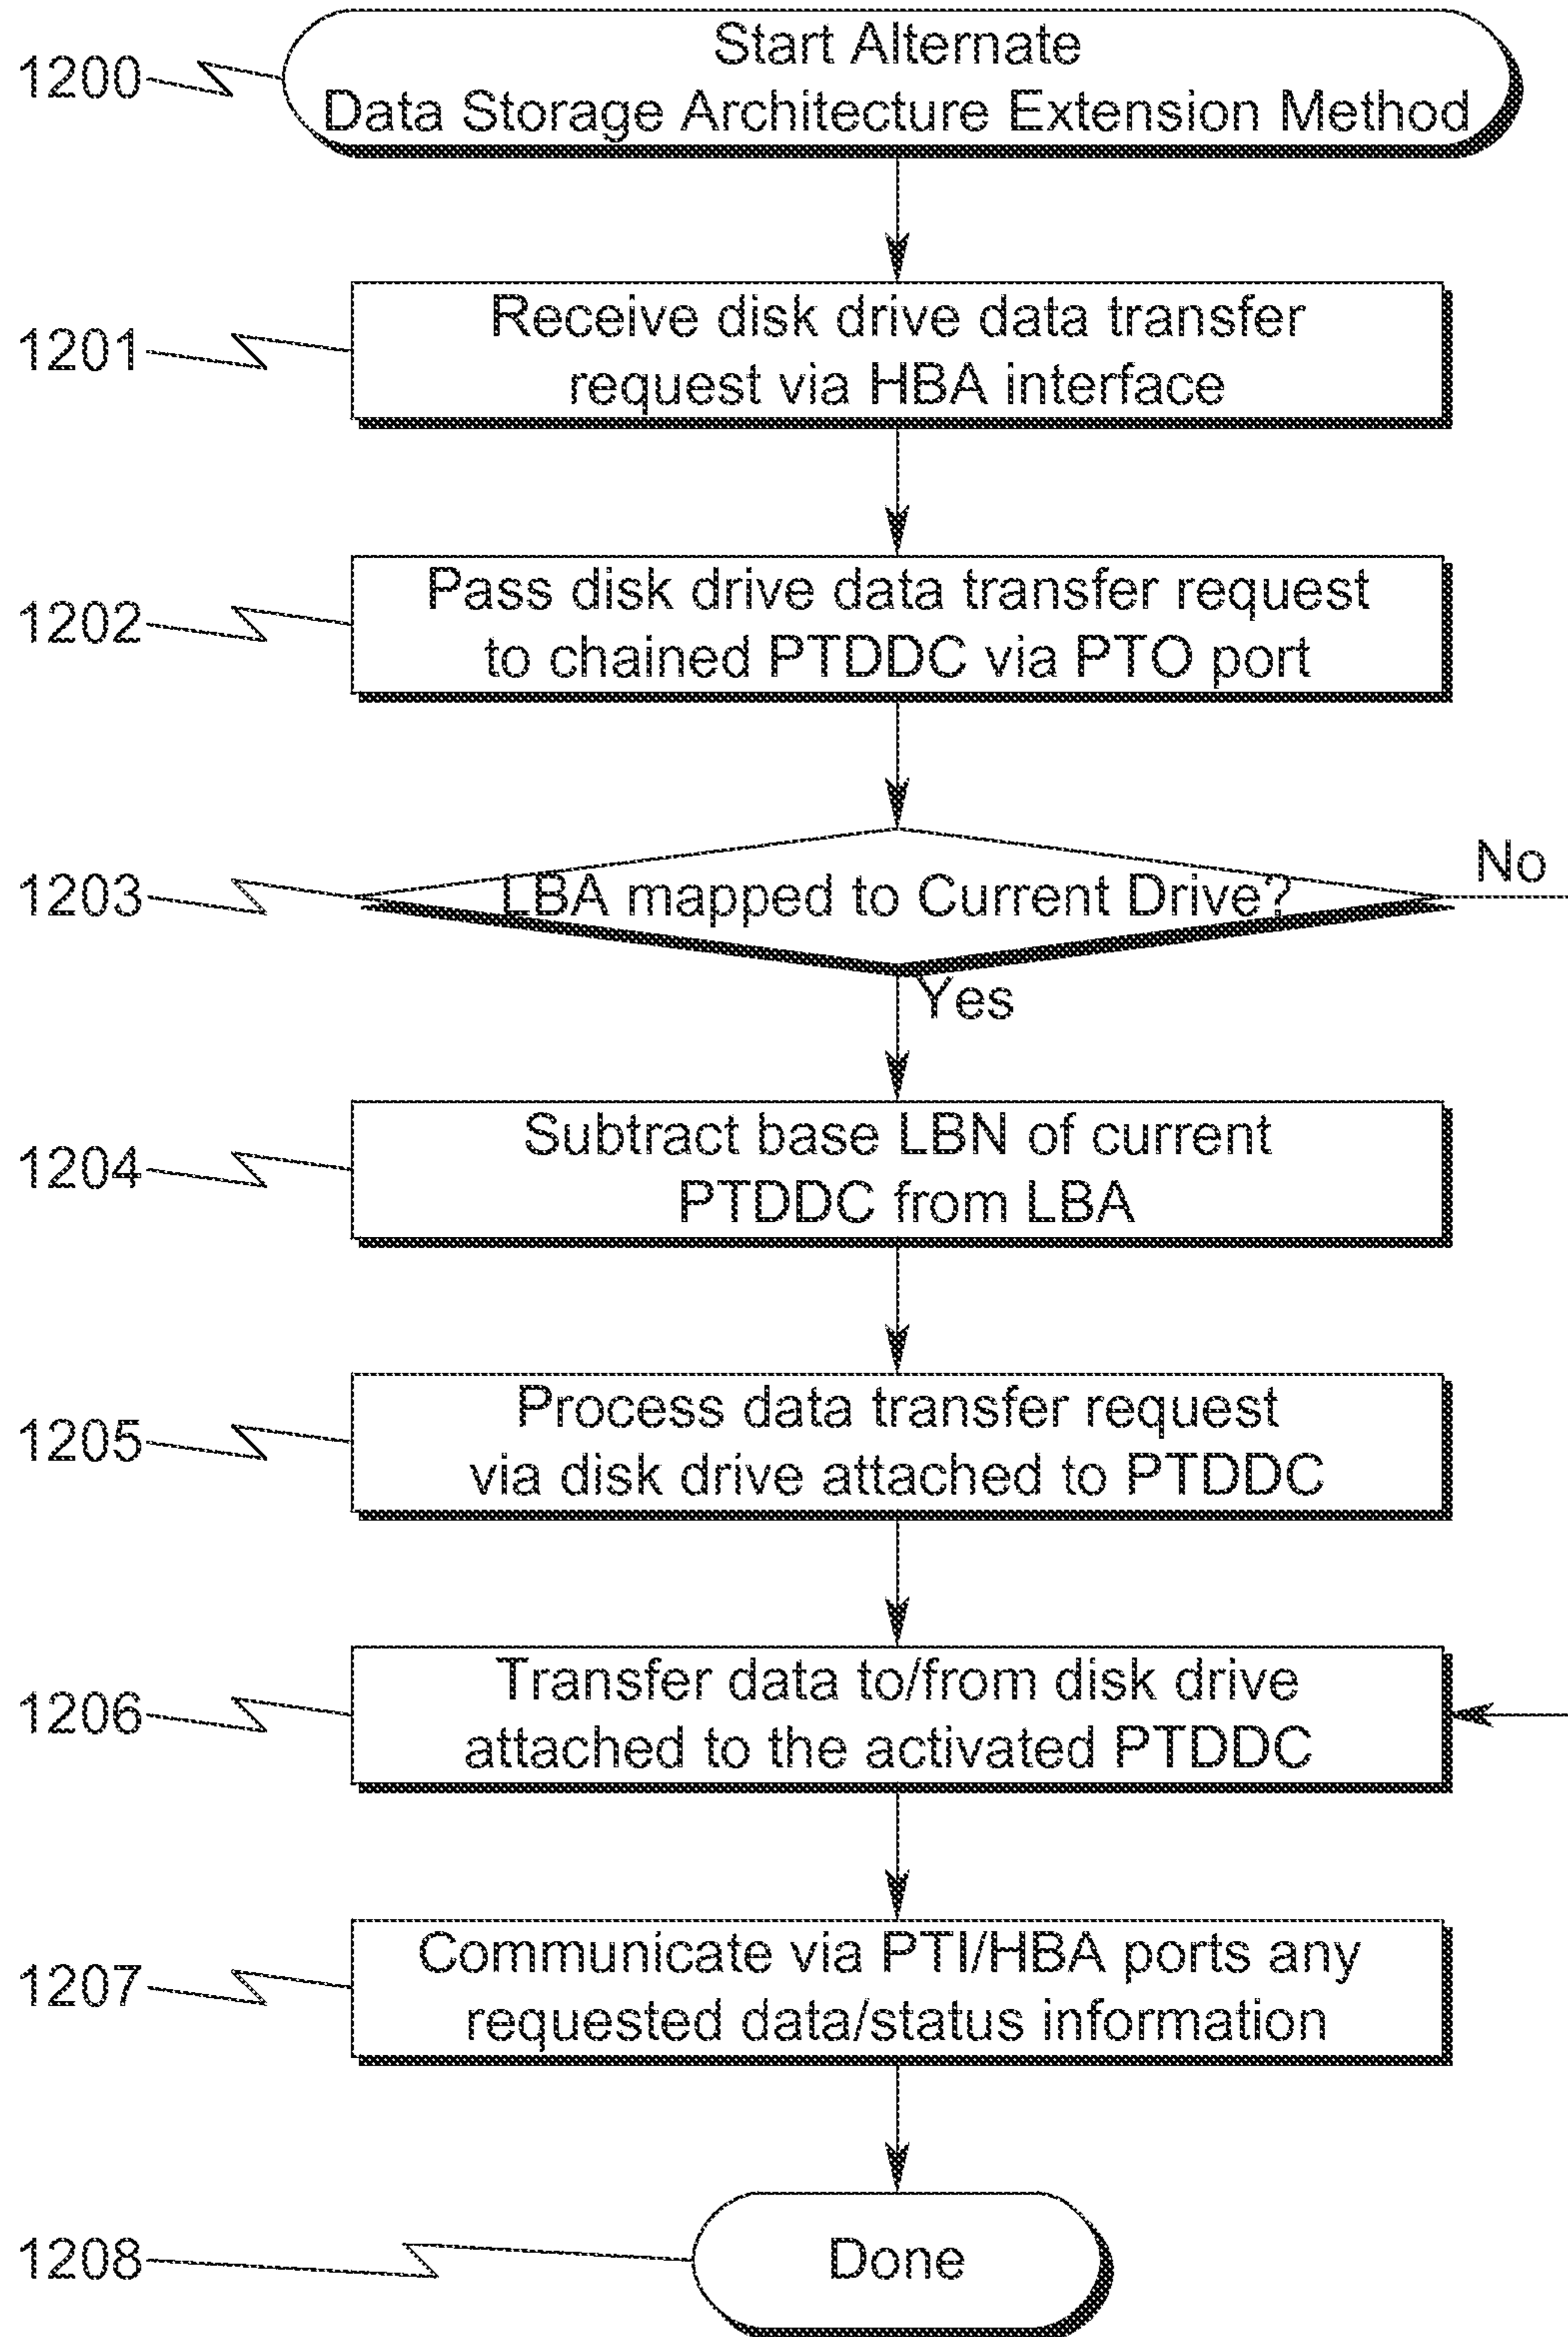 1200
Start Alternate
Data Storage Architecture Extension Method
1201
Receive disk drive data transfer
request via HBA interface
1202
Pass disk drive data transfer request
to chained PTDDC via PTO port
1203
LBA mapped to Current Drive?
No
Yes
1204
Subtract base LBN of current
PTDDC from LBA
1205
Process data transfer request
via disk drive attached to PTDDC
1206
Transfer data to/from disk drive
attached to the activated PTDDC
1207
Communicate via PTI/HBA ports any
requested data/status information
1208
Done